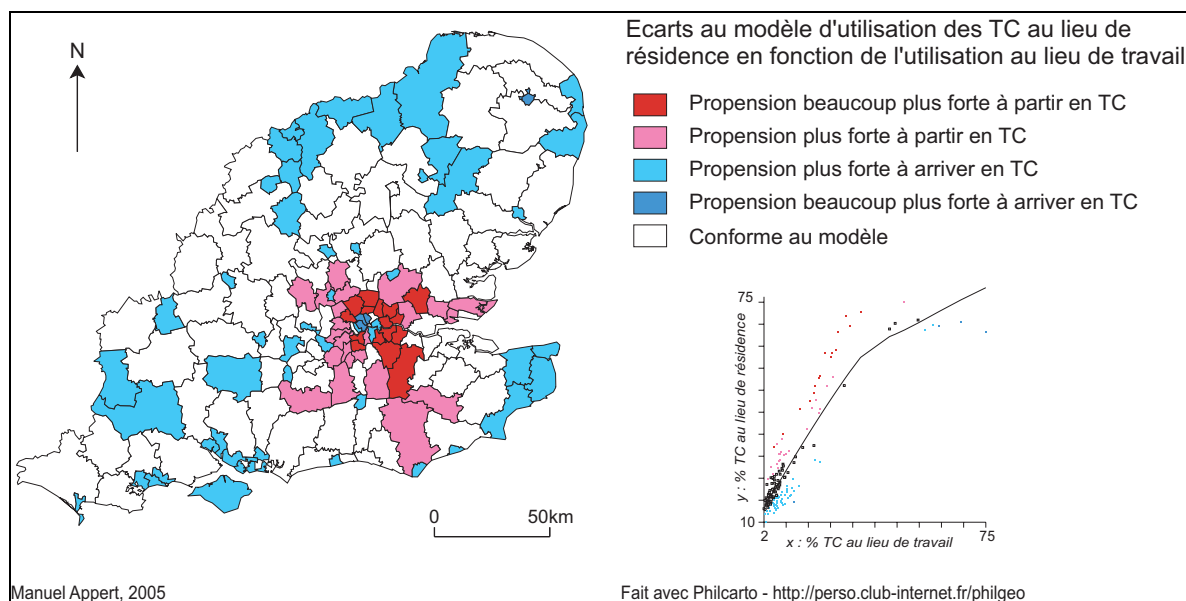 Ecarts au modèle d'utilisation des TC au lieu de
résidence en fonction de l'utilisation au lieu de travail
N
Propension beaucoup plus forte à partir en TC
Propension plus forte à partir en TC
Propension plus forte à arriver en TC
Propension beaucoup plus forte à arriver en TC
Conforme au modèle
75
y : % TC au lieu de résidence
10
2
x : % TC au lieu de travail
75
0
50km
Manuel Appert, 2005
Fait avec Philcarto - http://perso.club-internet.fr/philgeo